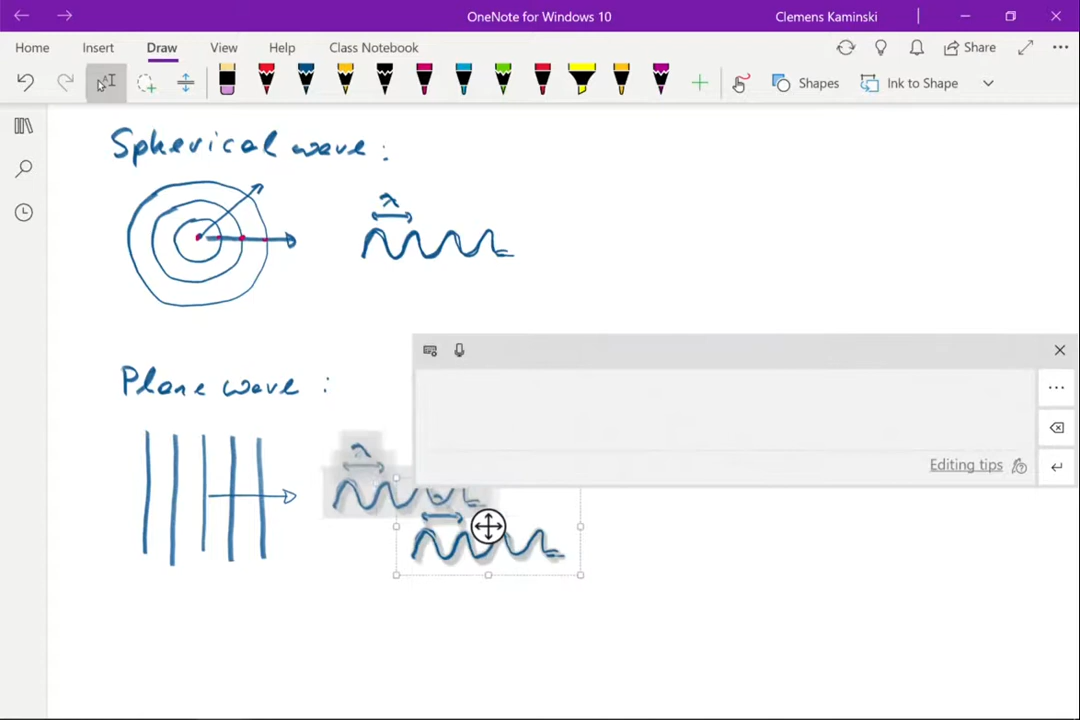 OneNote for Windows 10
Clemens Kaminski
Home Insert Draw View Help Class Notebook
Share
Shapes
Ink to Shape
Spherical wave:
λ
Plane wave:
λ
Editing tips